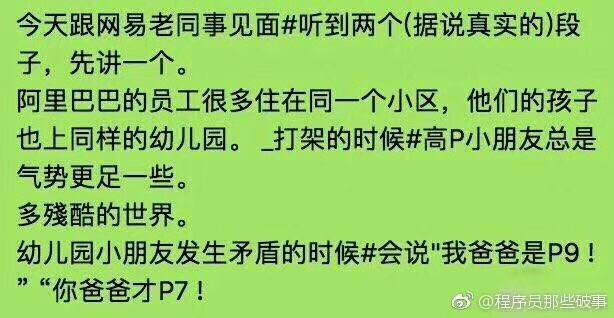 今天跟网易老同事见面#听到两个(据说真实的)段
子，先讲一个。
阿里巴巴的员工很多住在同一个小区，他们的孩子
也上同样的幼儿园。 _打架的时候#高P小朋友总是
气势更足一些。
多殘酷的世界。
幼儿园小朋友发生矛盾的时候#会说"我爸爸是P9！
” “你爸爸才P7！
@程序员那些破事